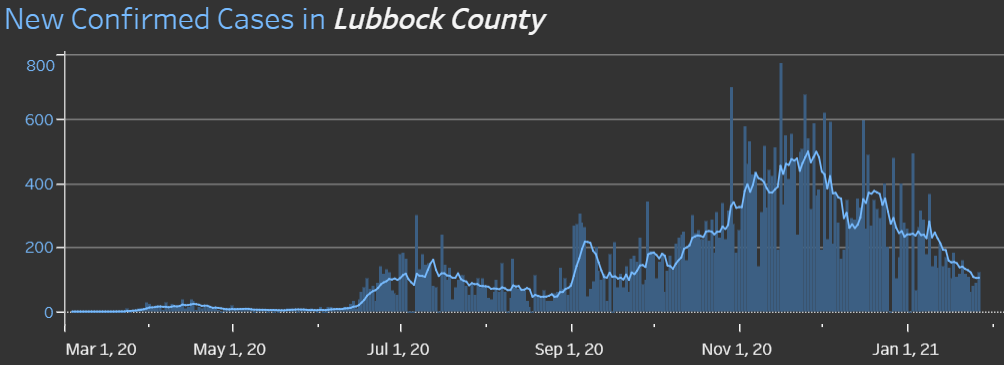 New Confirmed Cases in Lubbock County
800
600
400
200
0
Mar 1, 20 May 1, 20 Jul 1, 20 Sep 1, 20 Nov 1, 20 Jan 1, 21